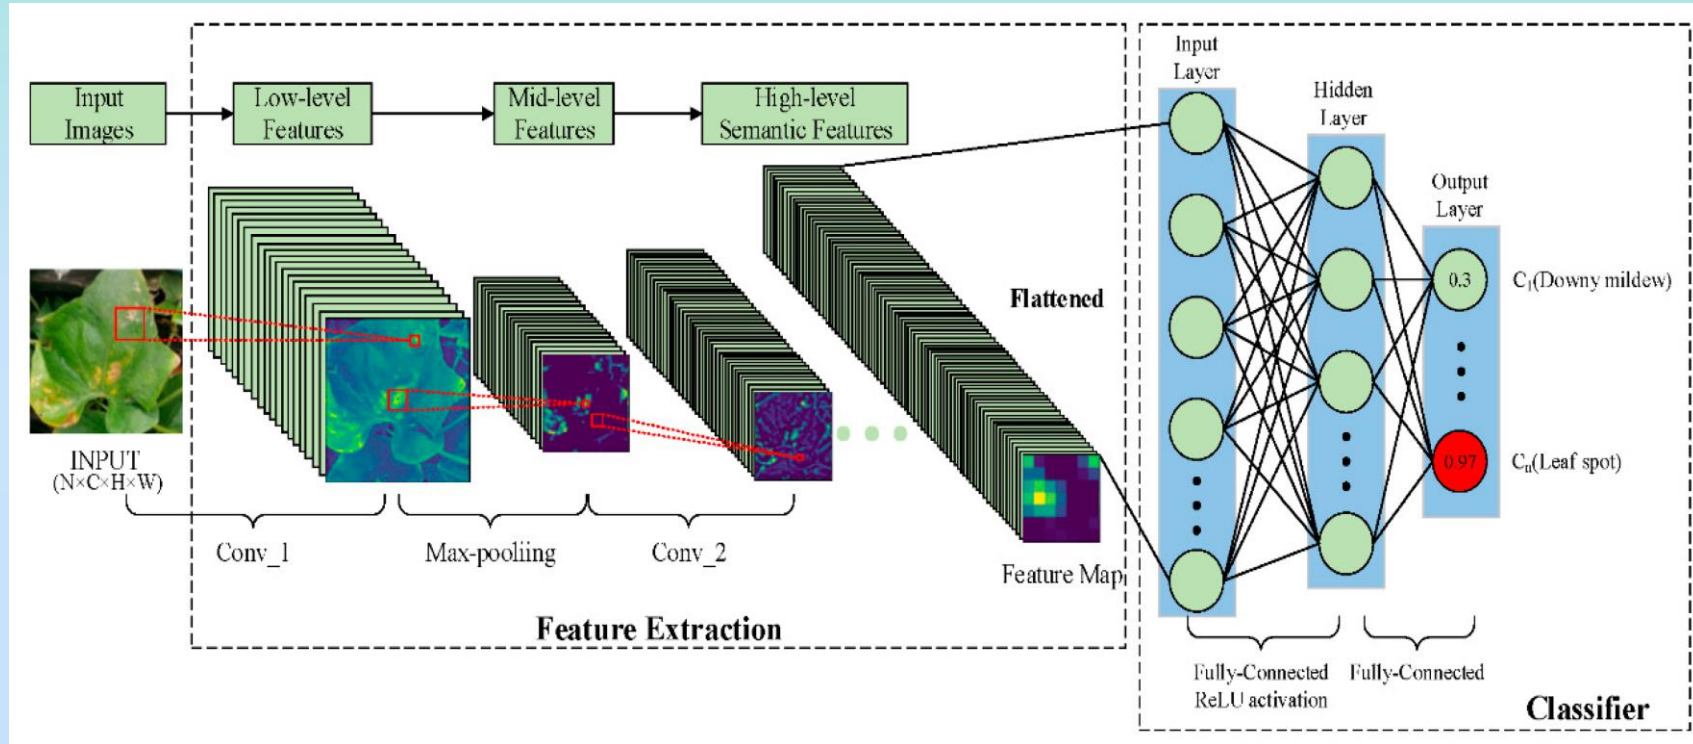 Input
Images
Low-level
Features
Mid-level
Features
High-level
Semantic Features
INPUT
(N×C×H×W)
Conv_1
Max-pooliing
Conv_2
Flattened
Feature Map
Feature Extraction
Input
Layer
Hidden
Layer
Output
Layer
0.3
C₁(Downy mildew)
0.97
Cₙ(Leaf spot)
Fully-Connected
ReLU activation
Fully-Connected
Classifier